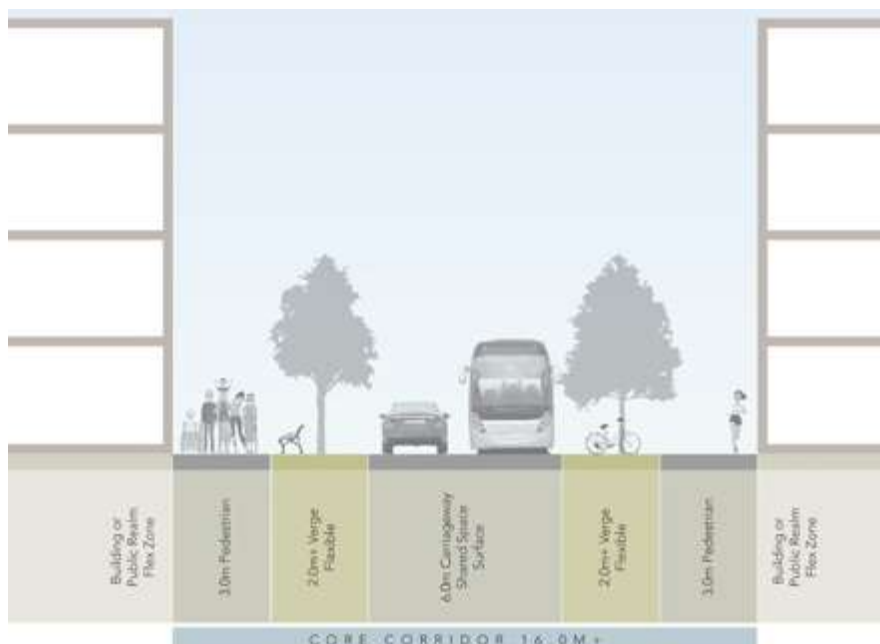 Building or
Public Realm
Flex Zone
3.0m Pedestrian
2.0m+ Verge
Flexible
6.0m Carriageway
Shared Space
Surface
2.0m+ Verge
Flexible
3.0m Pedestrian
Building or
Public Realm
Flex Zone
CORE CORRIDOR 16.0M+